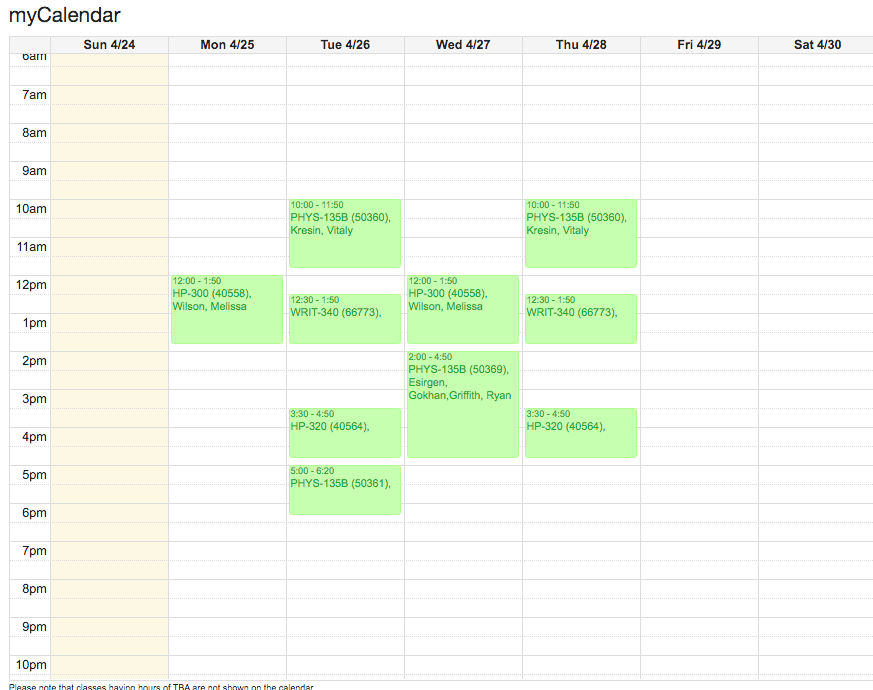 myCalendar
Sun 4/24 Mon 4/25 Tue 4/26 Wed 4/27 Thu 4/28 Fri 4/29 Sat 4/30
6am
7am
8am
9am
10am
11am
12pm
1pm
2pm
3pm
4pm
5pm
6pm
7pm
8pm
9pm
10pm
12:00 - 1:50
HP-300 (40558),
Wilson, Melissa
10:00 - 11:50
PHYS-135B (50360),
Kresin, Vitaly
12:30 - 1:50
WRIT-340 (66773),
3:30 - 4:50
HP-320 (40564),
5:00 - 6:20
PHYS-135B (50361),
12:00 - 1:50
HP-300 (40558),
Wilson, Melissa
2:00 - 4:50
PHYS-135B (50369),
Esirgen,
Gokhan,Griffith, Ryan
10:00 - 11:50
PHYS-135B (50360),
Kresin, Vitaly
12:30 - 1:50
WRIT-340 (66773),
3:30 - 4:50
HP-320 (40564),
Please note that classes having hours of TBA are not shown on the calendar